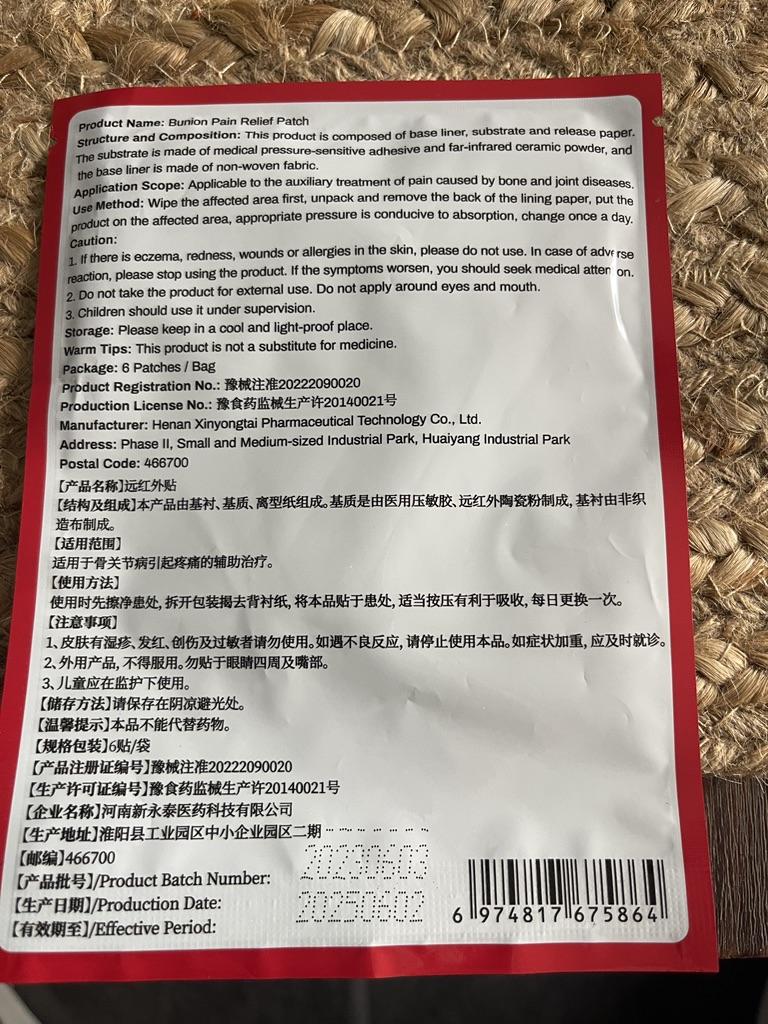 Product Name: Bunion Pain Relief Patch
Structure and Composition: This product is composed of base liner, substrate and release paper.
The substrate is made of medical pressure-sensitive adhesive and far-infrared ceramic powder, and
the base liner is made of non-woven fabric.
Application Scope: Applicable to the auxiliary treatment of pain caused by bone and joint diseases.
Use Method: Wipe the affected area first, unpack and remove the back of the lining paper, put the
product on the affected area, appropriate pressure is conducive to absorption, change once a day.
Caution:
1. If there is eczema, redness, wounds or allergies in the skin, please do not use. In case of adverse
reaction, please stop using the product. If the symptoms worsen, you should seek medical attention.
2. Do not take the product for external use. Do not apply around eyes and mouth.
3. Children should use it under supervision.
Storage: Please keep in a cool and light-proof place.
Warm Tips: This product is not a substitute for medicine.
Package: 6 Patches / Bag
Product Registration No.: 豫械注准20222090020
Production License No.: 豫食药监械生产许20140021号
Manufacturer: Henan Xinyongtai Pharmaceutical Technology Co., Ltd.
Address: Phase II, Small and Medium-sized Industrial Park, Huaiyang Industrial Park
Postal Code: 466700
【产品名称】远红外贴
【结构及组成】本产品由基衬、基质、离型纸组成。基质是由医用压敏胶、远红外陶瓷粉制成, 基衬由非织
造布制成。
【适用范围】
适用于骨关节病引起疼痛的辅助治疗。
【使用方法】
使用时先擦净患处, 拆开包装揭去背衬纸, 将本品贴于患处, 适当按压有利于吸收, 每日更换一次。
【注意事项】
1、皮肤有湿疹、发红、创伤及过敏者请勿使用。如遇不良反应, 请停止使用本品。如症状加重, 应及时就诊。
2、外用产品, 不得服用。勿贴于眼睛四周及嘴部。
3、儿童应在监护下使用。
【储存方法】请保存在阴凉避光处。
【温馨提示】本品不能代替药物。
【规格包装】6贴/袋
【产品注册证编号】豫械注准20222090020
【生产许可证编号】豫食药监械生产许20140021号
【企业名称】河南新永泰医药科技有限公司
【生产地址】淮阳县工业园区中小企业园区二期
【邮编】466700
【产品批号】/Product Batch Number:
20230603
【生产日期】/Production Date:
20250602
【有效期至】/Effective Period:
6 974817 675864